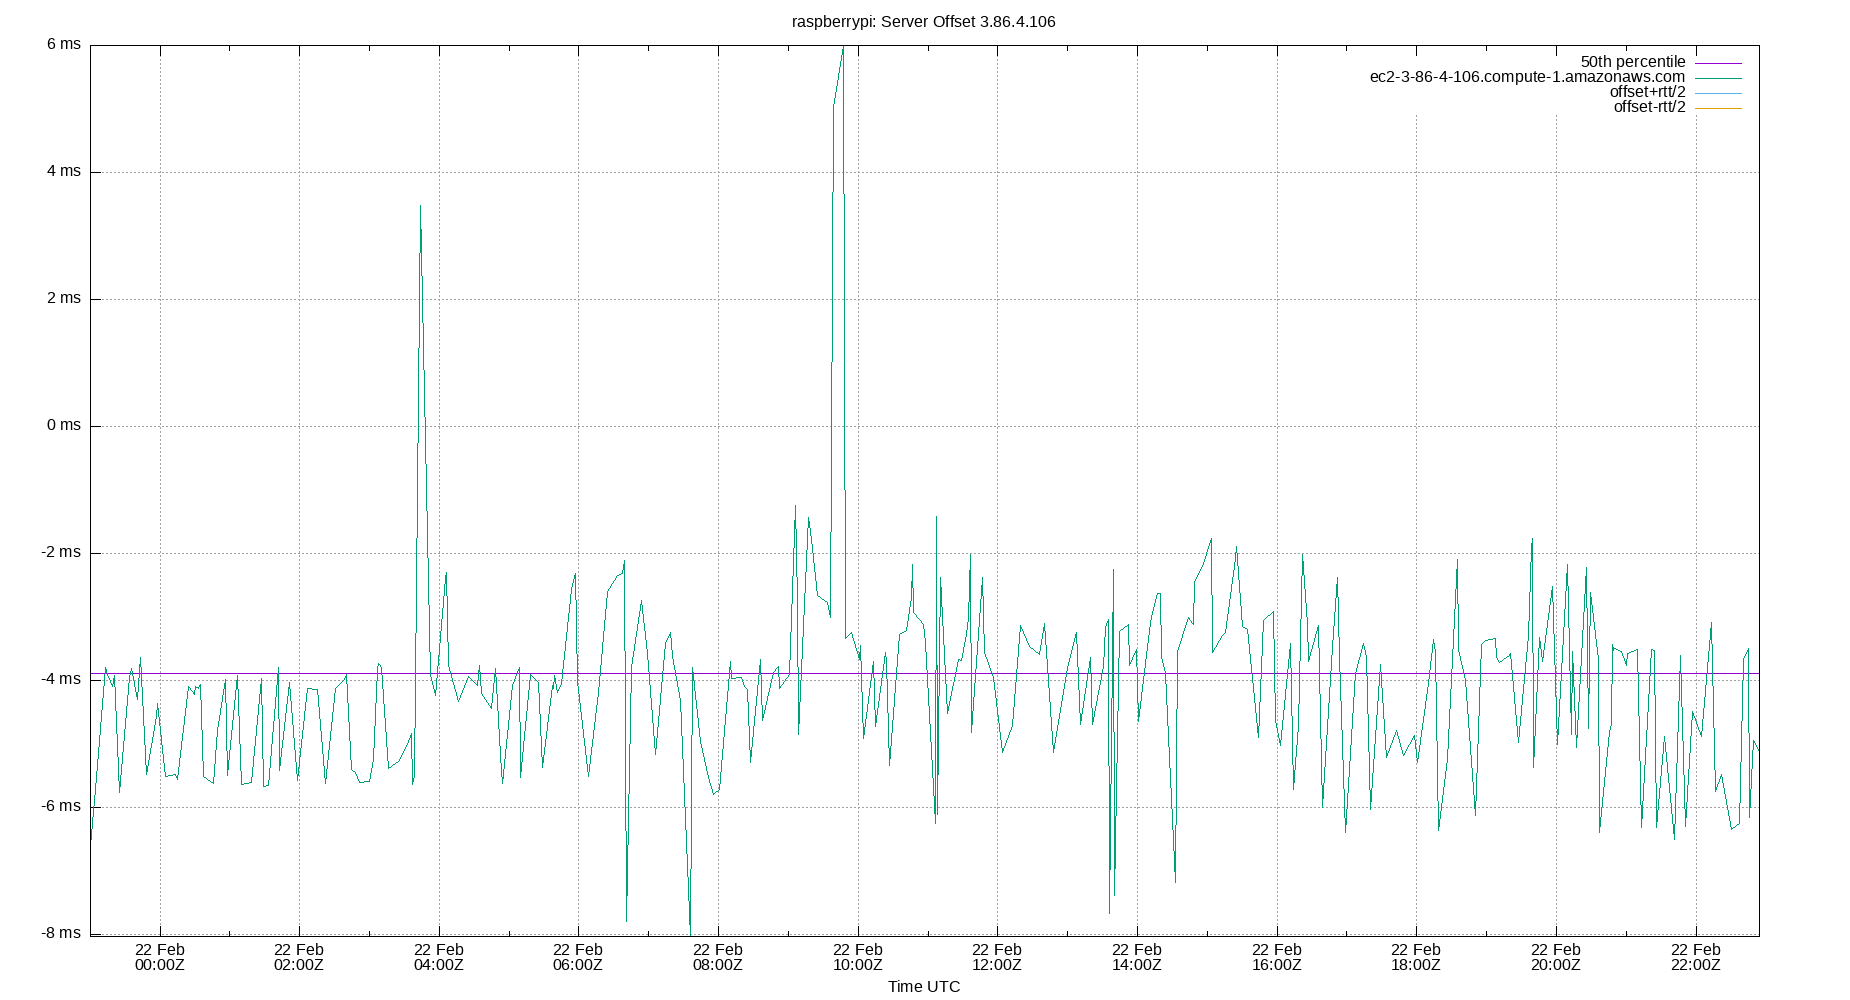 raspberrypi: Server Offset 3.86.4.106
6 ms
4 ms
2 ms
0 ms
-2 ms
-4 ms
-6 ms
-8 ms
50th percentile
ec2-3-86-4-106.compute-1.amazonaws.com
offset+rtt/2
offset-rtt/2
22 Feb 22 Feb 22 Feb 22 Feb 22 Feb 22 Feb 22 Feb 22 Feb 22 Feb 22 Feb 22 Feb 22 Feb
00:00Z 02:00Z 04:00Z 06:00Z 08:00Z 10:00Z 12:00Z 14:00Z 16:00Z 18:00Z 20:00Z 22:00Z
Time UTC